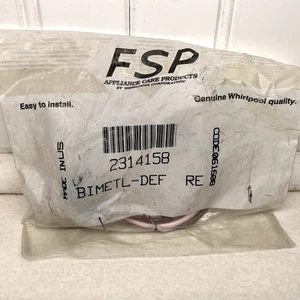 FSP
APPLIANCE CARE PRODUCTS
BY WHIRLPOOL CORPORATION
Easy to install.
Genuine Whirlpool quality.
MADE IN:US
2314158
BIMETL-DEF RE